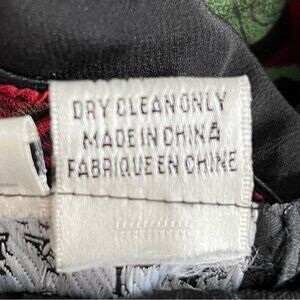 DRY CLEAN ONLY
MADE IN CHINA
FABRIQUE EN CHINE